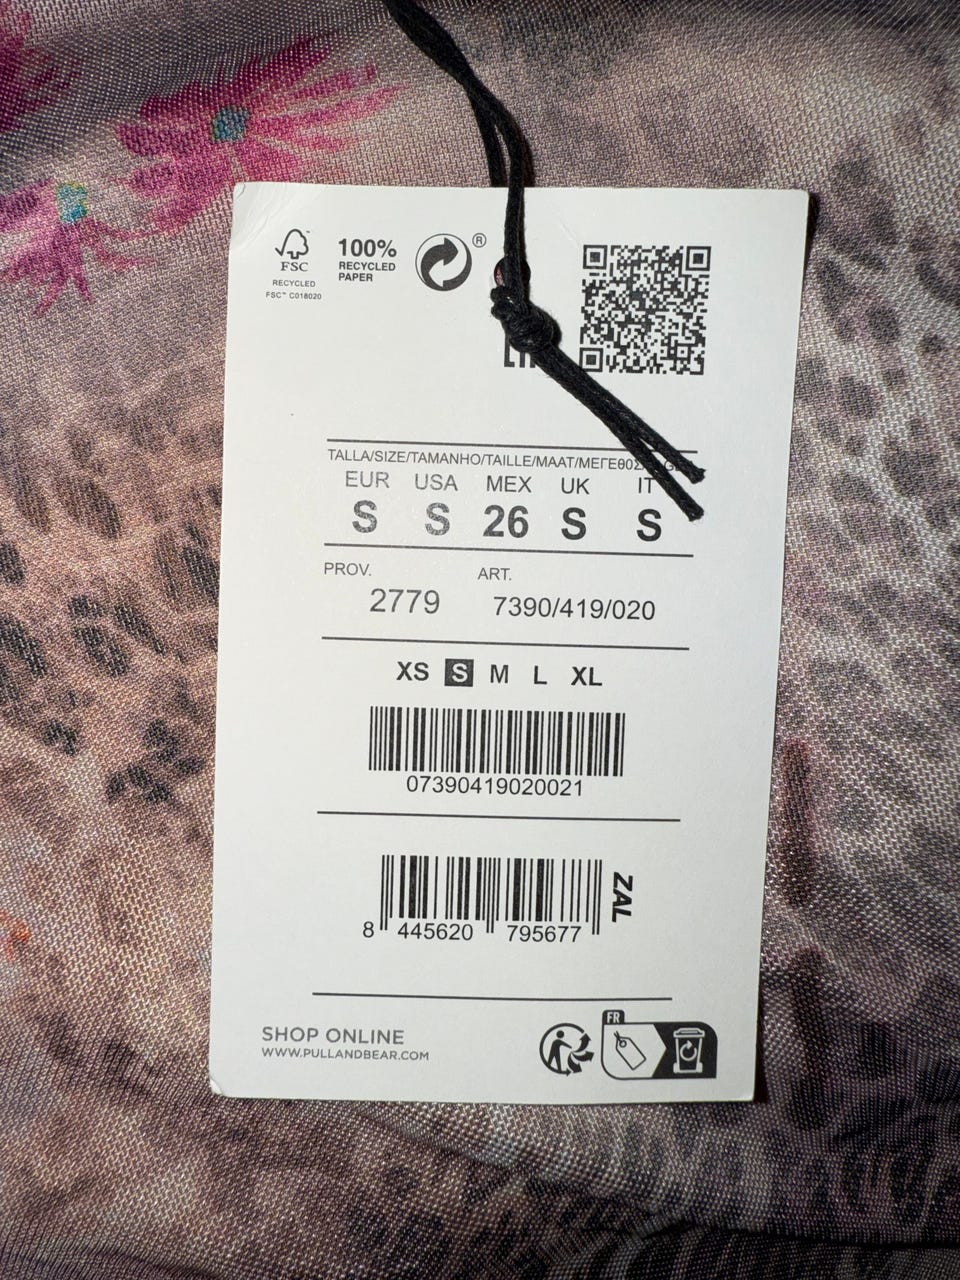 FSC
RECYCLED
FSC™ C018020
100%
RECYCLED
PAPER
®
TALLA/SIZE/TAMANHO/TAILLE/MAAT/ΜΕΓΕΘΟΣ
EUR USA MEX UK IT
S S 26 S S
PROV. ART.
2779 7390/419/020
XS S M L XL
07390419020021
ZAL
8 445620 795677
SHOP ONLINE
WWW.PULLANDBEAR.COM
FR